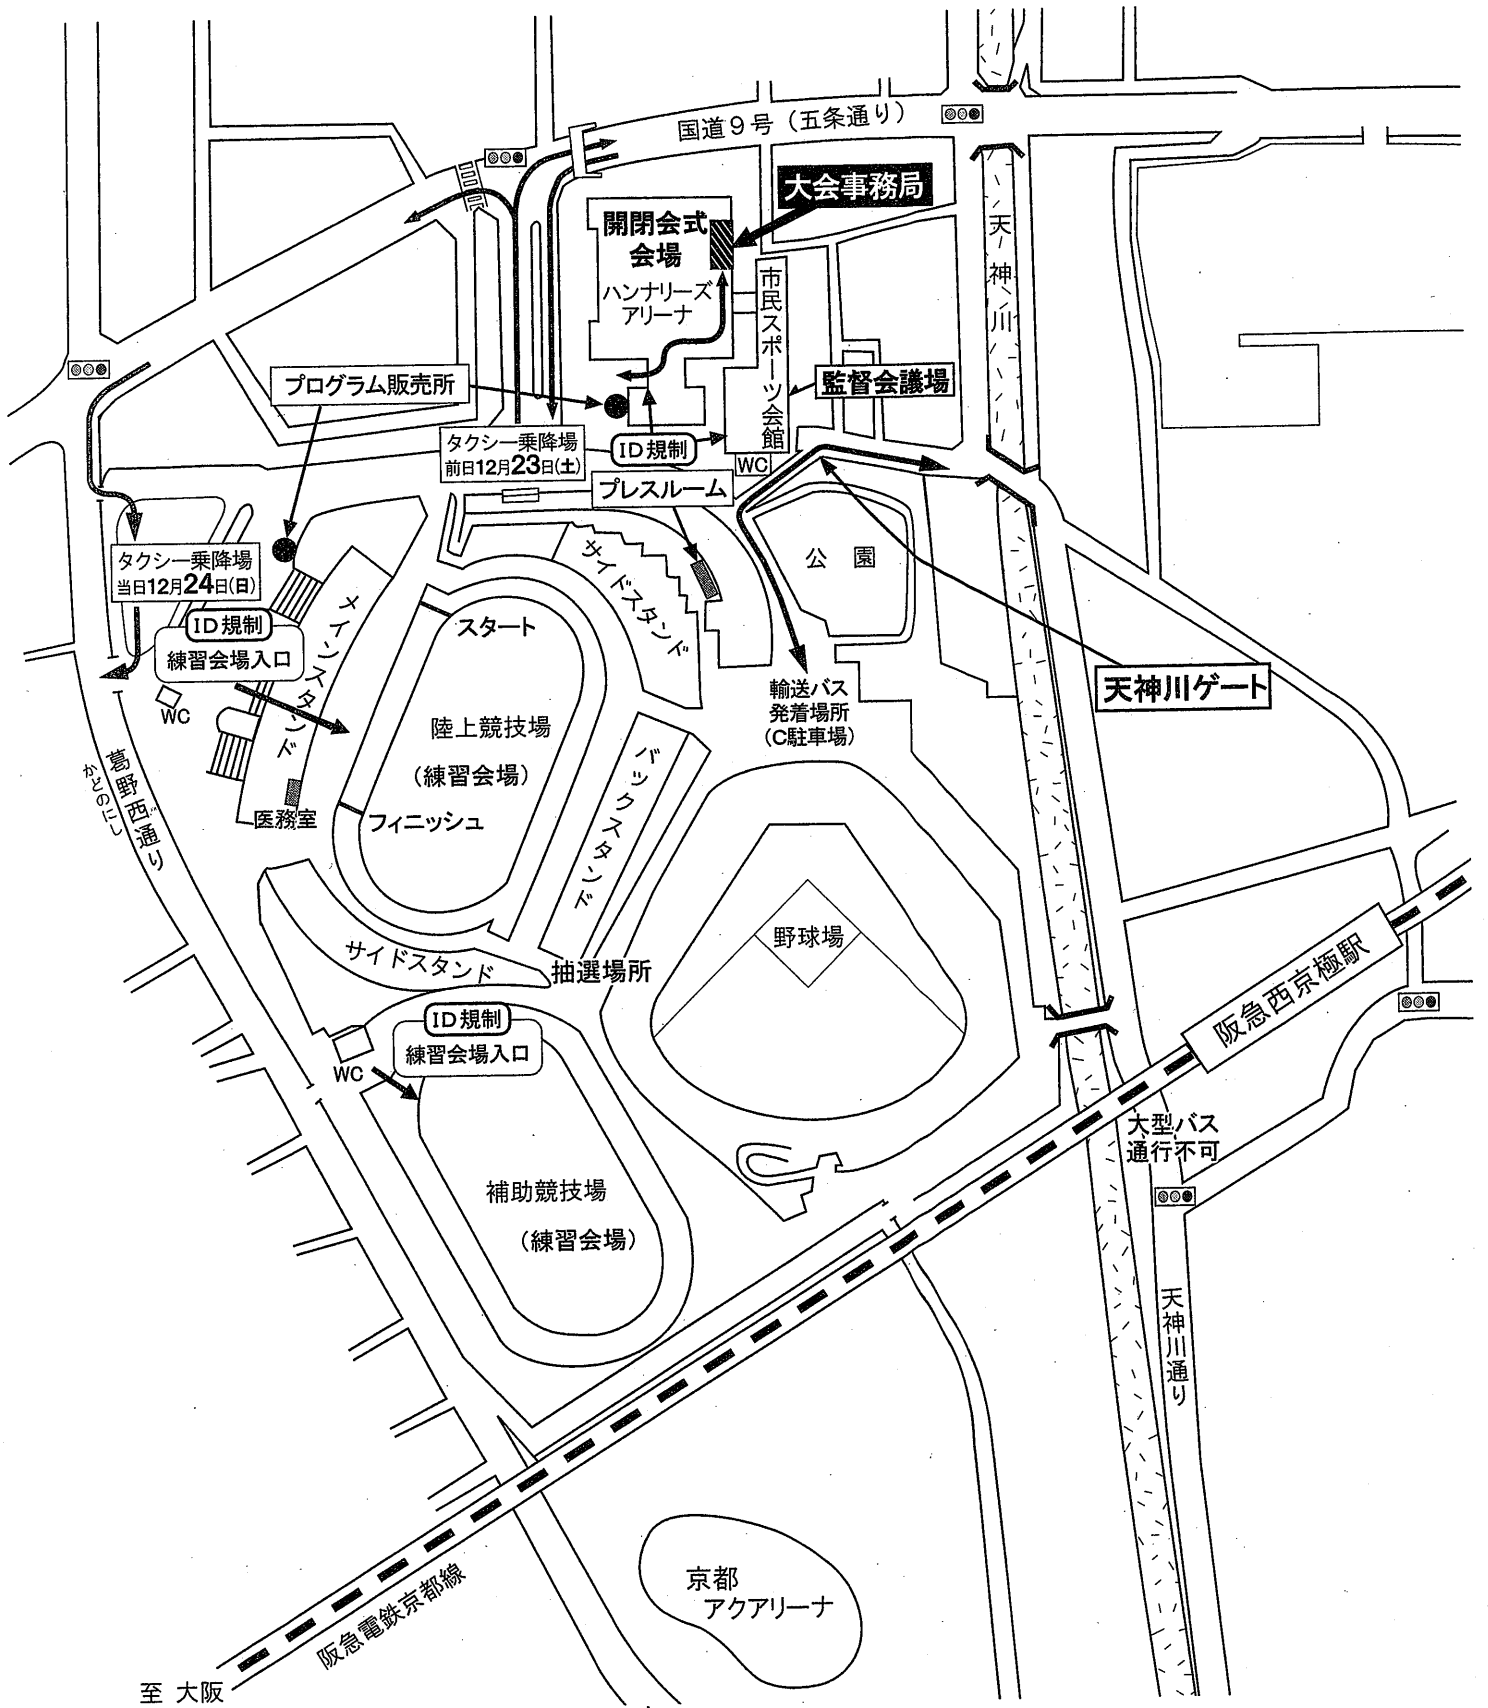 国道9号（五条通り）
大会事務局
開閉会式
会場
ハンナリーズ
アリーナ
天神川
市民スポーツ会館
監督会議場
プログラム販売所
タクシー乗降場
前日12月23日(土)
ID規制
WC
プレスルーム
タクシー乗降場
当日12月24日(日)
ID規制
練習会場入口
WC
メインスタンド
サイドスタンド
公園
スタート
天神川ゲート
輸送バス
発着場所
(C駐車場)
陸上競技場
(練習会場)
バックスタンド
葛野西通り
かどのにし
医務室
フィニッシュ
野球場
サイドスタンド
抽選場所
阪急西京極駅
ID規制
練習会場入口
WC
大型バス
通行不可
補助競技場
(練習会場)
天神川通り
京都
アクアリーナ
阪急電鉄京都線
至 大阪